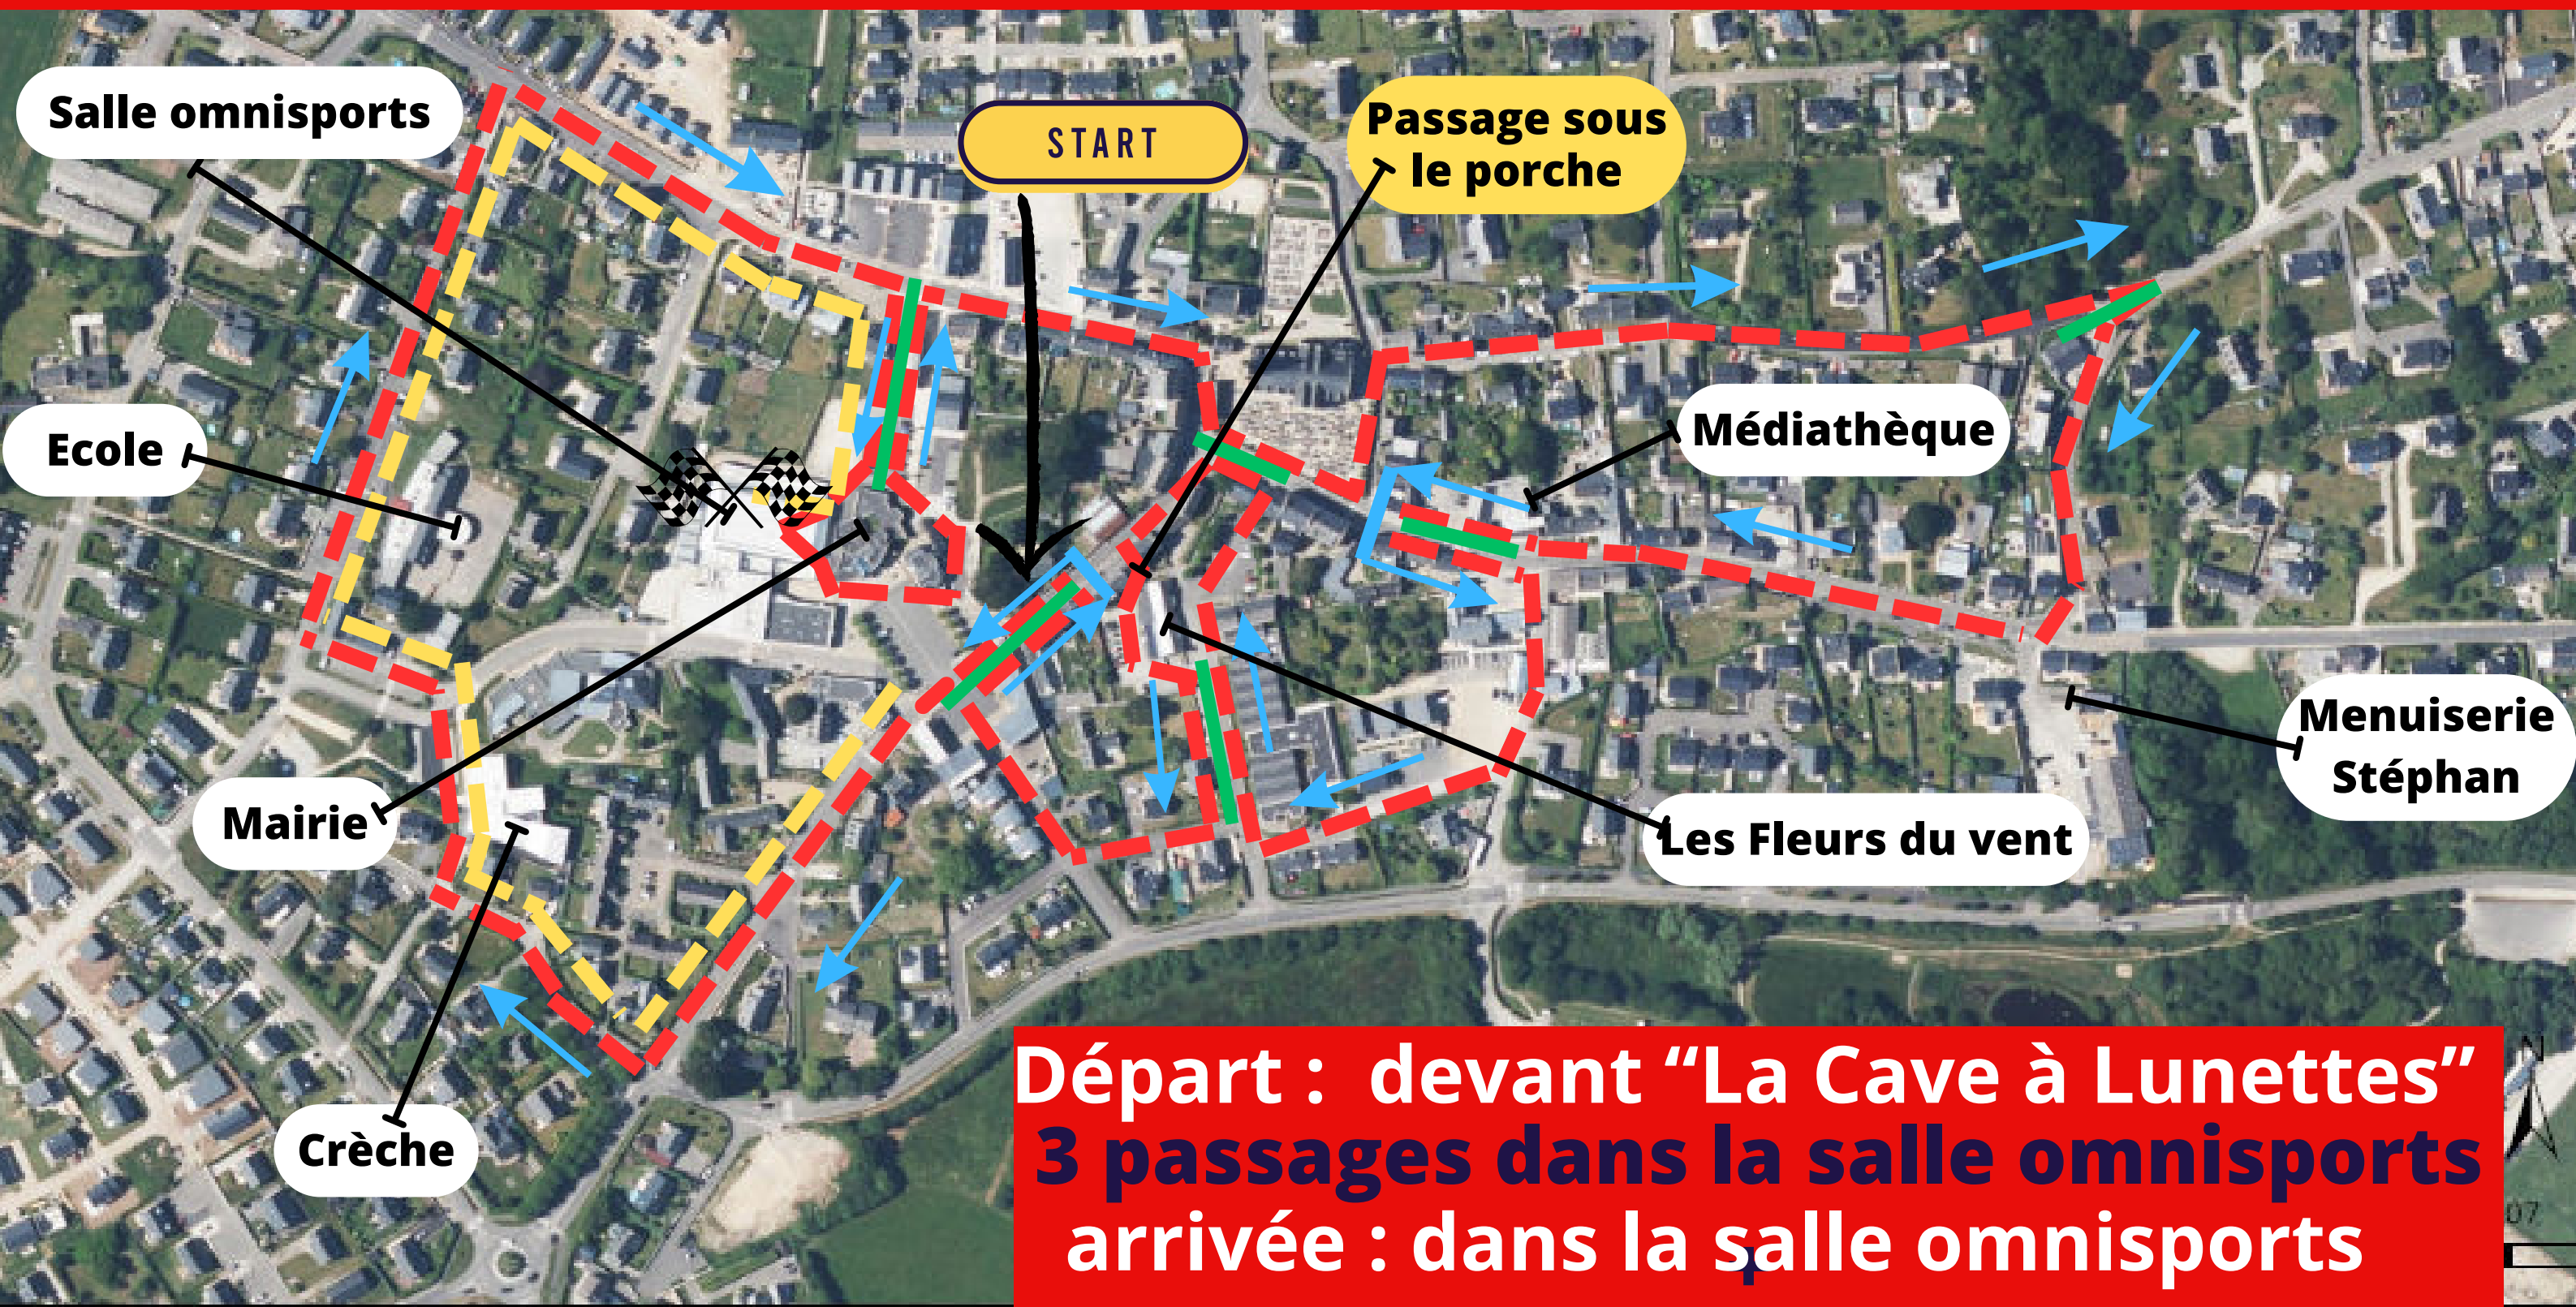 Salle omnisports
START
Passage sous
le porche
Médiathèque
Ecole
Menuiserie
Stéphan
Mairie
Les Fleurs du vent
Crèche
Départ : devant “La Cave à Lunettes”
3 passages dans la salle omnisports
arrivée : dans la salle omnisports
N
07